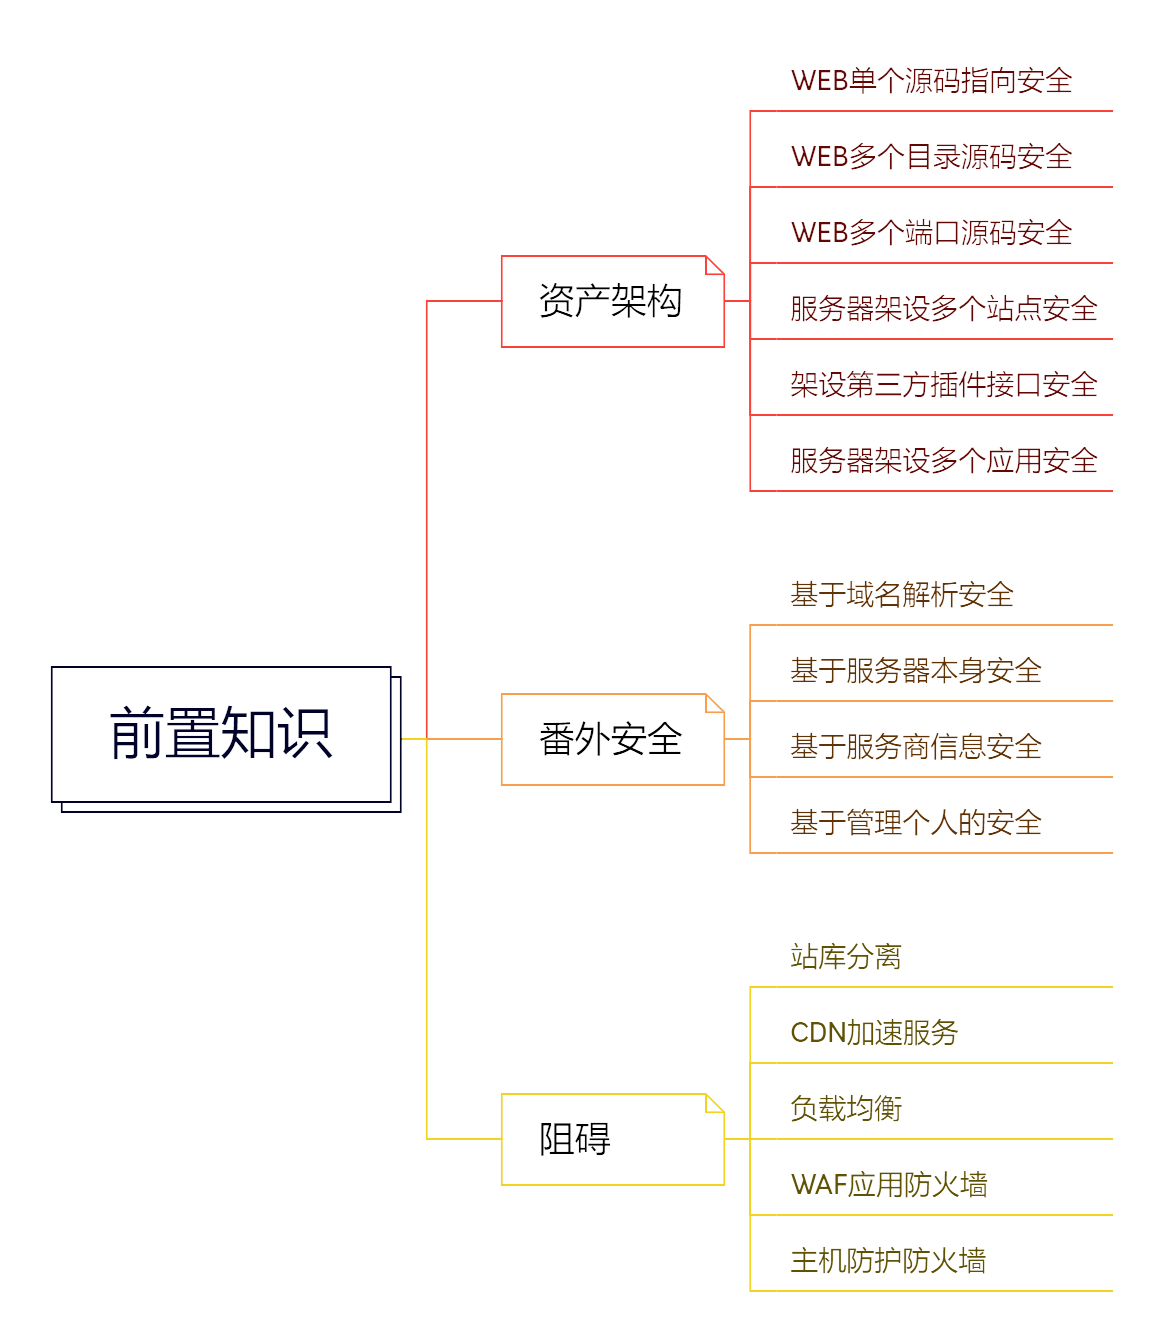 前置知识
资产架构
WEB单个源码指向安全
WEB多个目录源码安全
WEB多个端口源码安全
服务器架设多个站点安全
架设第三方插件接口安全
服务器架设多个应用安全
番外安全
基于域名解析安全
基于服务器本身安全
基于服务商信息安全
基于管理个人的安全
阻碍
站库分离
CDN加速服务
负载均衡
WAF应用防火墙
主机防护防火墙